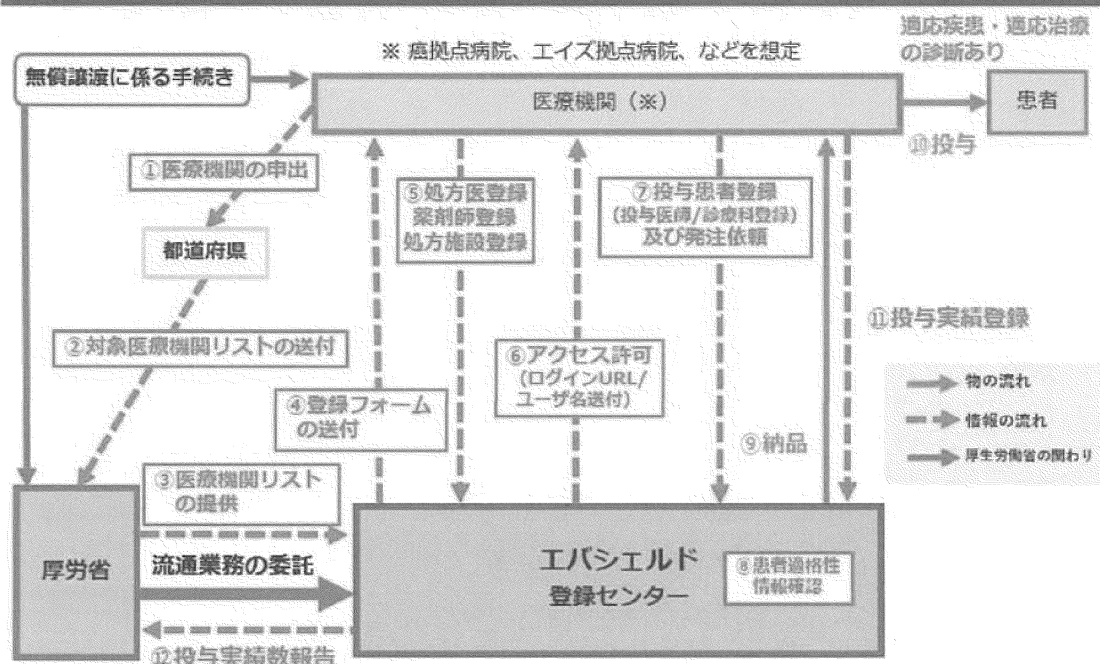 適応疾患・適応治療
の診断あり
※ 癌拠点病院、エイズ拠点病院、などを想定
無償譲渡に係る手続き
医療機関（※）
患者
⑩投与
①医療機関の申出
⑤処方医登録
薬剤師登録
処方施設登録
⑦投与患者登録
(投与医師/診療科登録)
及び発注依頼
都道府県
②対象医療機関リストの送付
⑥アクセス許可
(ログインURL/
ユーザ名送付)
⑪投与実績登録
④登録フォーム
の送付
物の流れ
情報の流れ
厚生労働省の関わり
⑨納品
③医療機関リスト
の提供
厚労省
流通業務の委託
エバシェルド
登録センター
⑧患者適格性
情報確認
⑫投与実績数報告